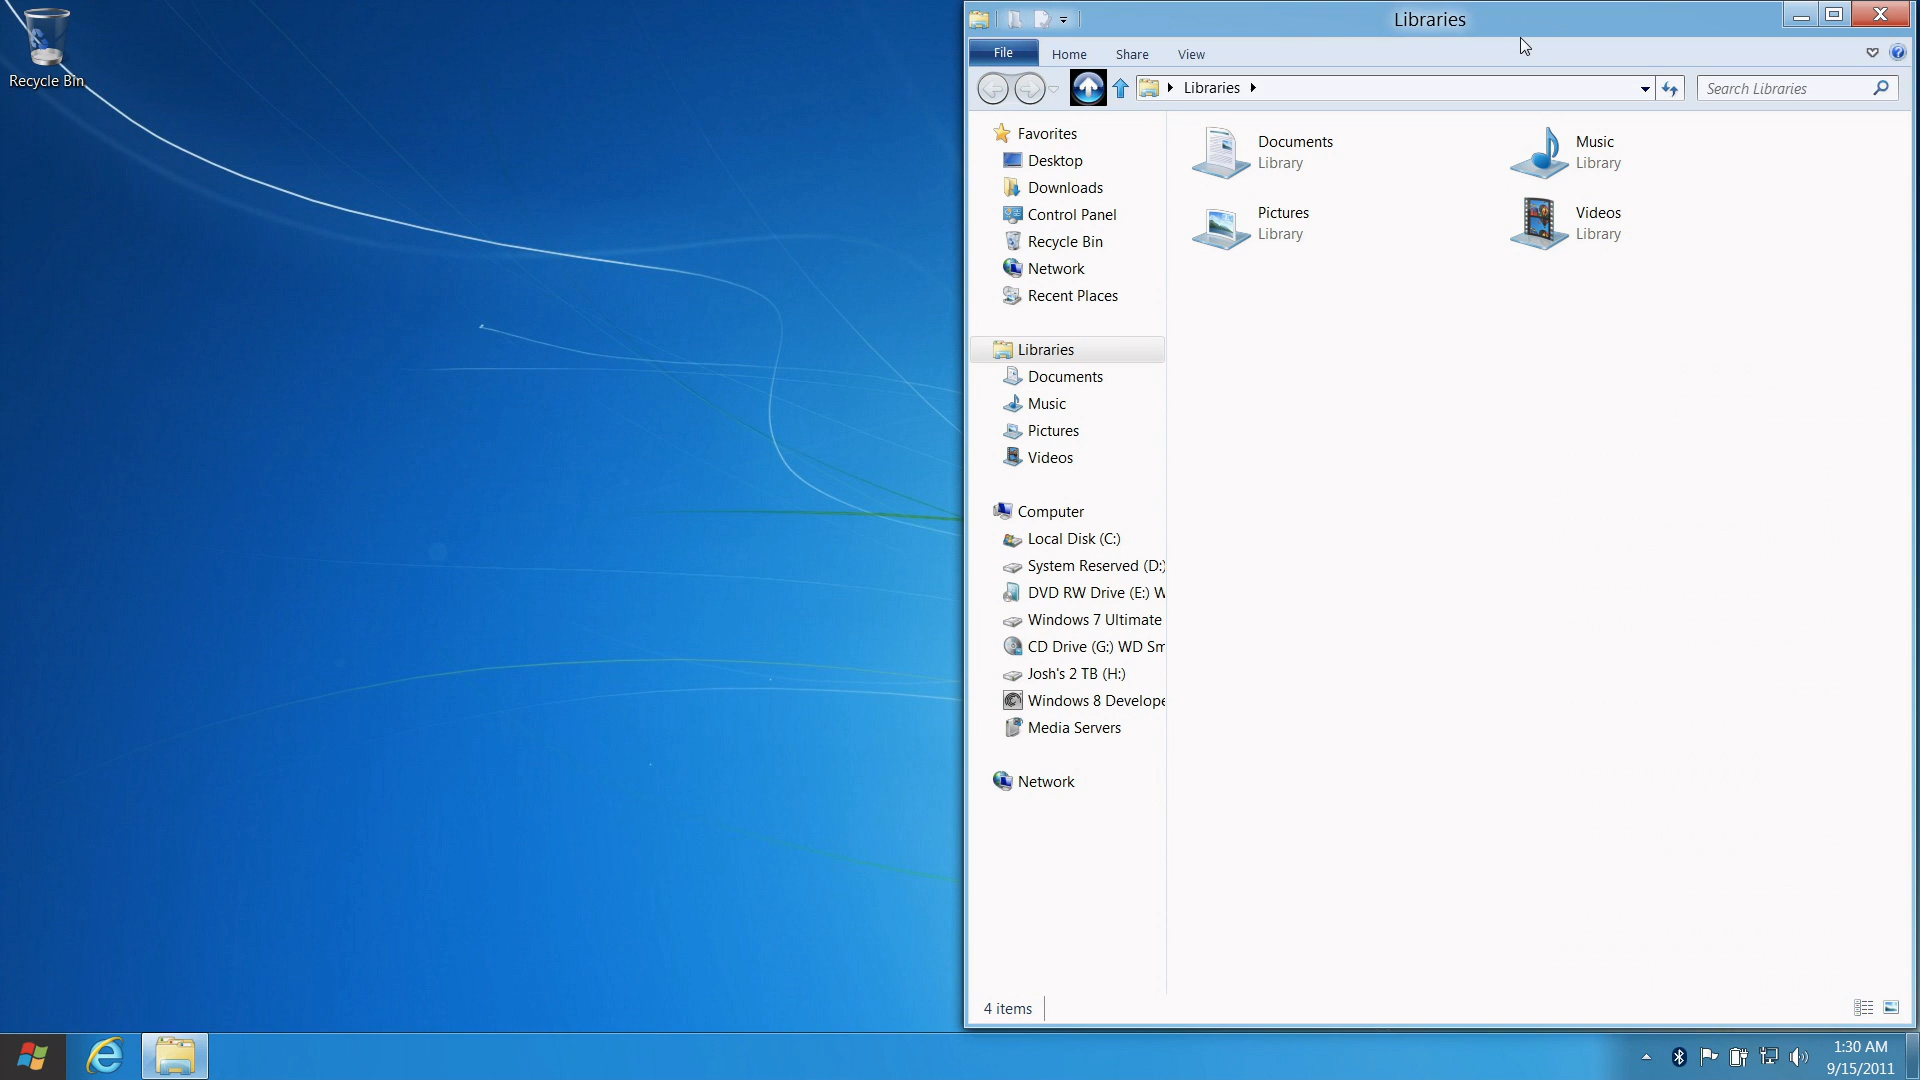 Recycle Bin
Libraries
File Home Share View
Libraries
Search Libraries
Favorites
Desktop
Downloads
Control Panel
Recycle Bin
Network
Recent Places
Libraries
Documents
Music
Pictures
Videos
Computer
Local Disk (C:)
System Reserved (D:)
DVD RW Drive (E:) W
Windows 7 Ultimate
CD Drive (G:) WD Sm
Josh's 2 TB (H:)
Windows 8 Develope
Media Servers
Network
Documents
Library
Music
Library
Pictures
Library
Videos
Library
4 items
1:30 AM
9/15/2011